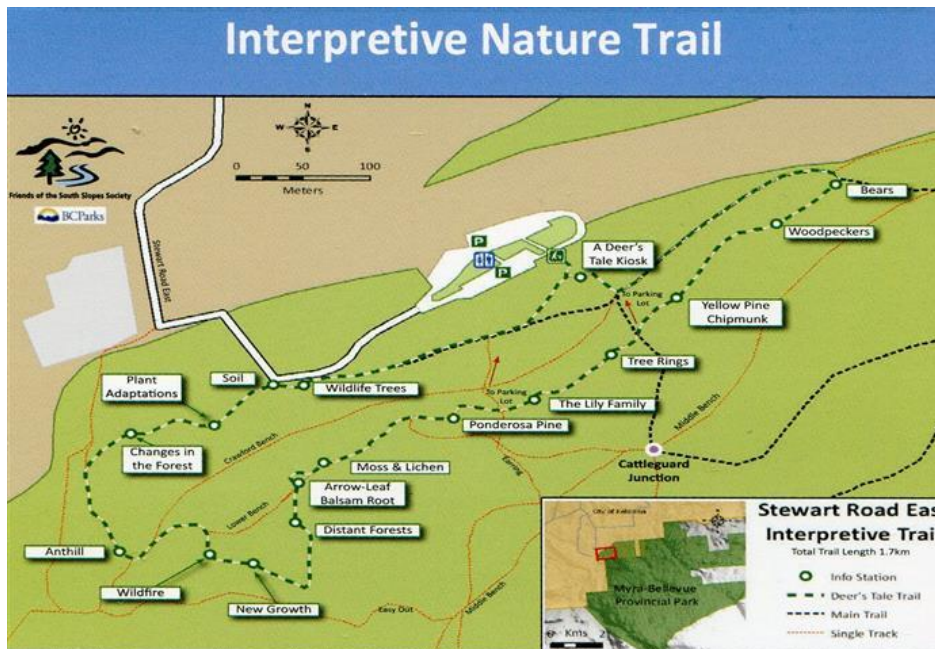 Interpretive Nature Trail
N
W
E
S
0 50 100
Meters
Friends of the South Slopes Society
BCParks
Stewart Road East
P
P
A Deer's
Tale Kiosk
Bears
Woodpeckers
To Parking
Lot
Yellow Pine
Chipmunk
Tree Rings
Soil
Wildlife Trees
Plant
Adaptations
To Parking
Lot
The Lily Family
Middle Bench
Ponderosa Pine
Changes in
the Forest
Crawford Bench
Moss & Lichen
Cattleguard
Junction
Arrow-Leaf
Balsam Root
Lower Bench
Distant Forests
Anthill
Wildfire
New Growth
Easy Out
Middle Bench
City of Kelowna
Myra-Bellevue
Provincial Park
Kms
Stewart Road East
Interpretive Trail
Total Trail Length 1.7km
Info Station
Deer's Tale Trail
Main Trail
Single Track